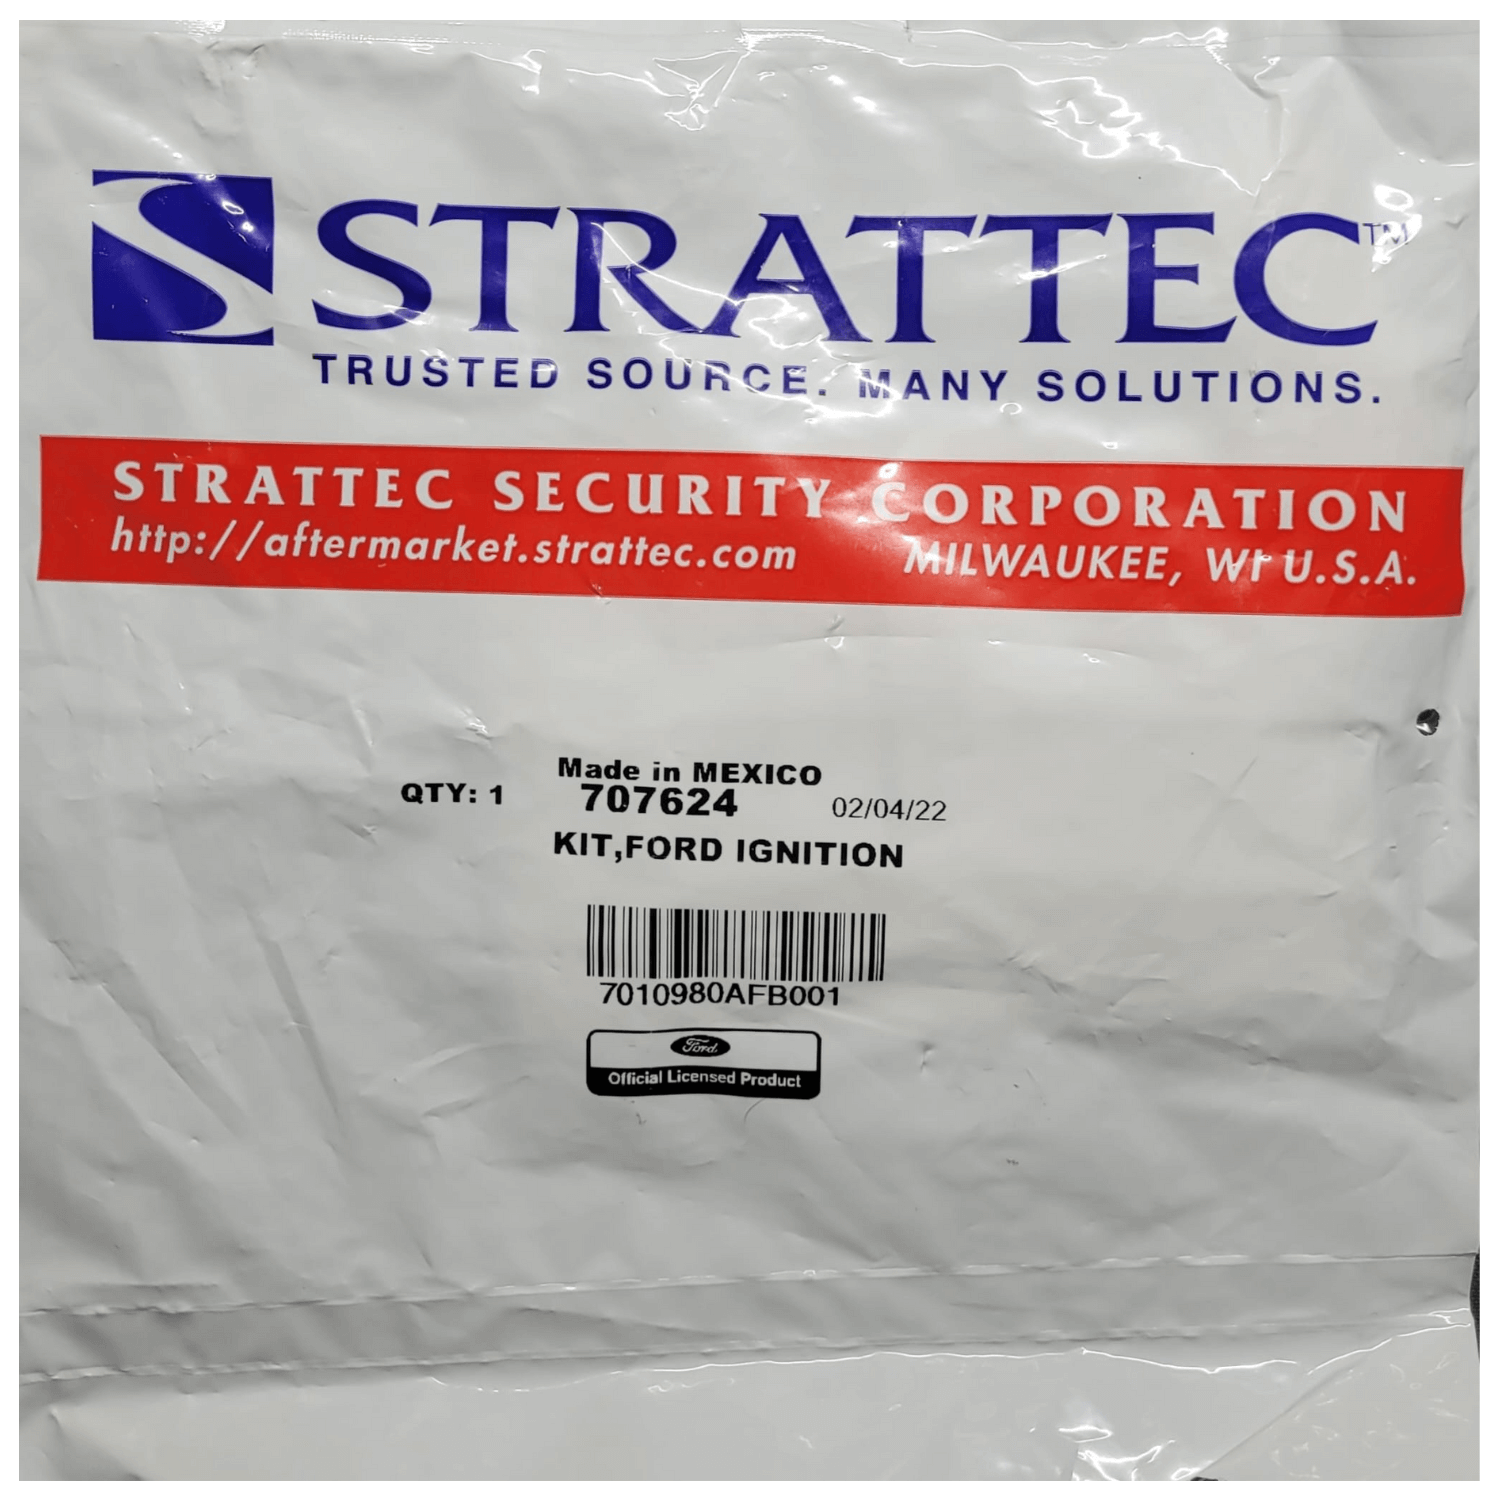 STRATTEC™
TRUSTED SOURCE. MANY SOLUTIONS.
STRATTEC SECURITY CORPORATION
http://aftermarket.strattec.com MILWAUKEE, WI U.S.A.
Made in MEXICO
QTY: 1 707624 02/04/22
KIT,FORD IGNITION
7010980AFB001
Ford
Official Licensed Product